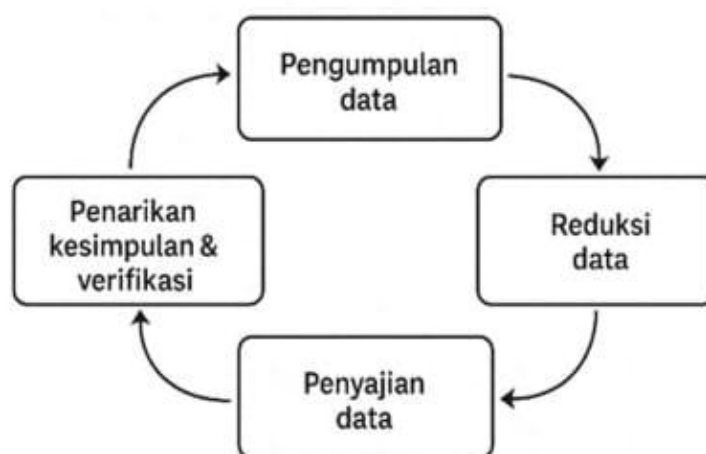 Pengumpulan
data
Reduksi
data
Penyajian
data
Penarikan
kesimpulan &
verifikasi